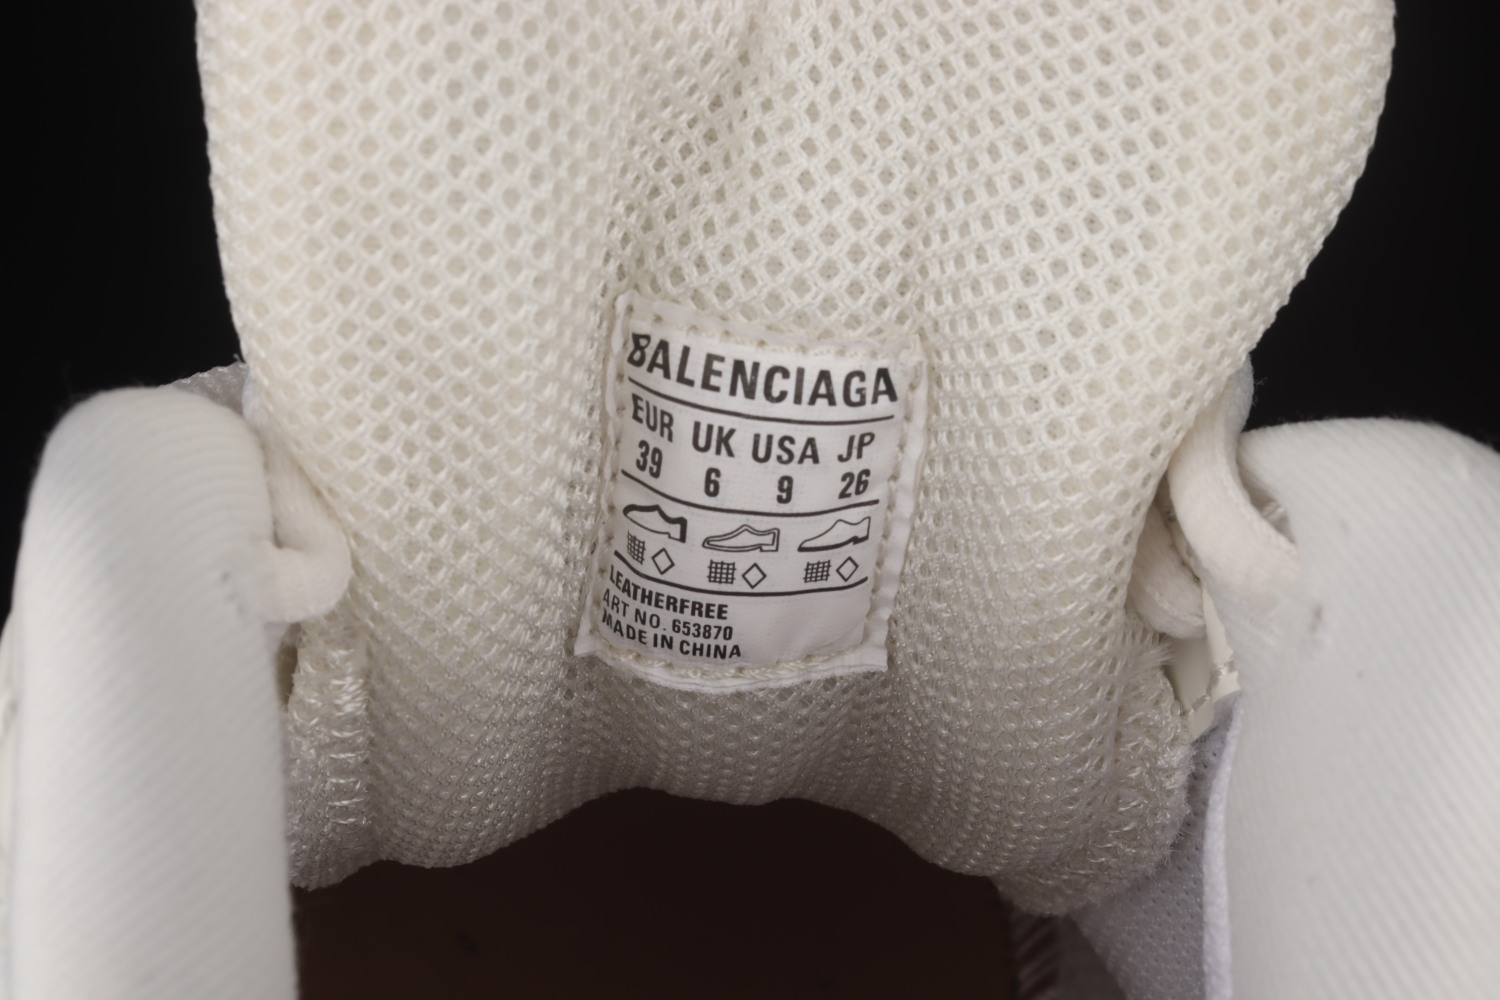 BALENCIAGA
EUR UK USA JP
39 6 9 26
LEATHERFREE
ART NO. 653870
MADE IN CHINA